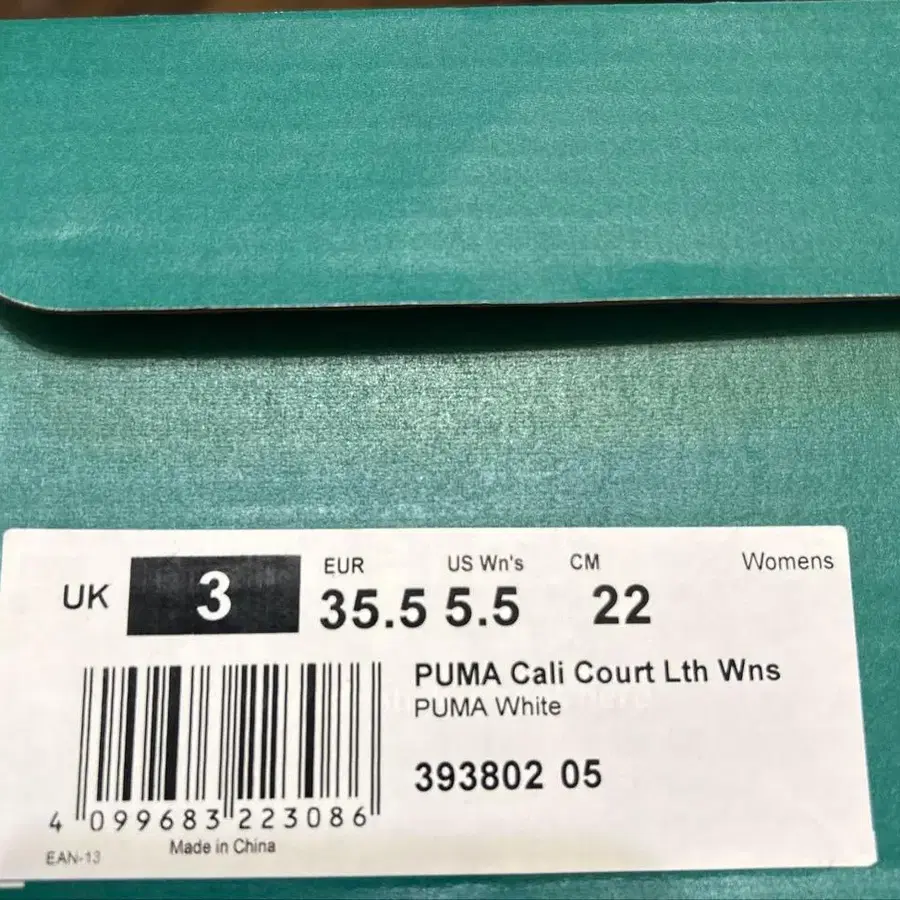 UK 3 EUR 35.5 US Wn's 5.5 CM 22 Womens
PUMA Cali Court Lth Wns
PUMA White
393802 05
4 099683 223086
EAN-13
Made in China